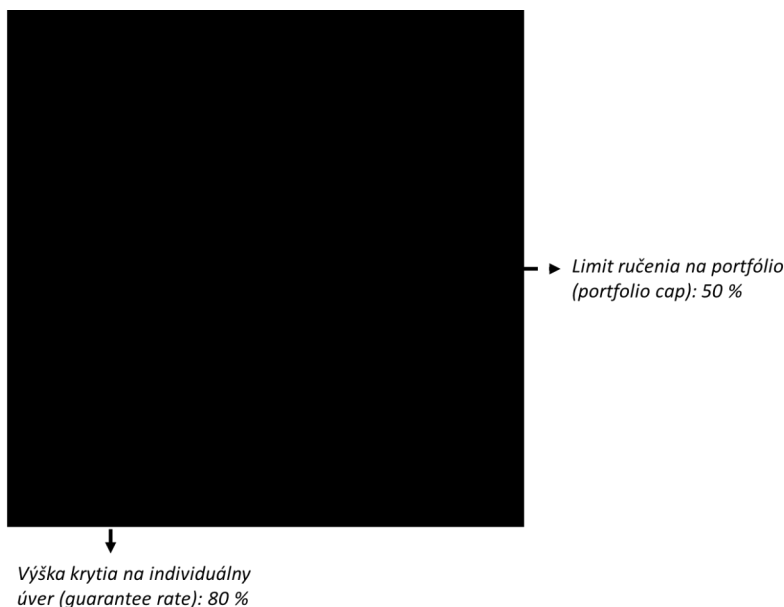 Limit ručenia na portfólio
(portfolio cap): 50 %
Výška krytia na individuálny
úver (guarantee rate): 80 %